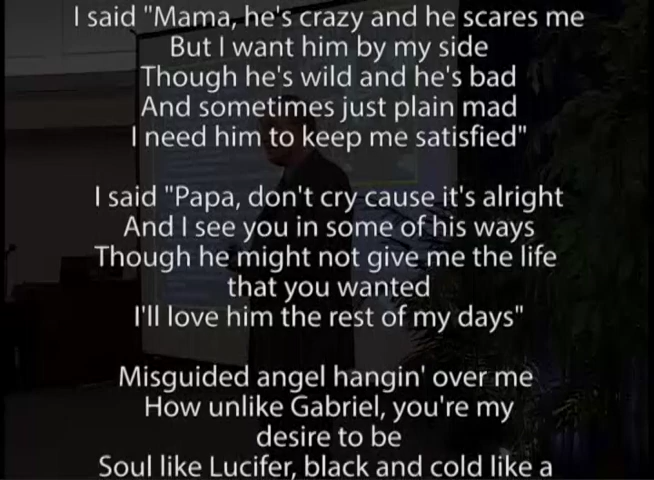 I said "Mama, he's crazy and he scares me
But I want him by my side
Though he's wild and he's bad
And sometimes just plain mad
I need him to keep me satisfied"
I said "Papa, don't cry cause it's alright
And I see you in some of his ways
Though he might not give me the life
that you wanted
I'll love him the rest of my days"
Misguided angel hangin' over me
How unlike Gabriel, you're my
desire to be
Soul like Lucifer, black and cold like a